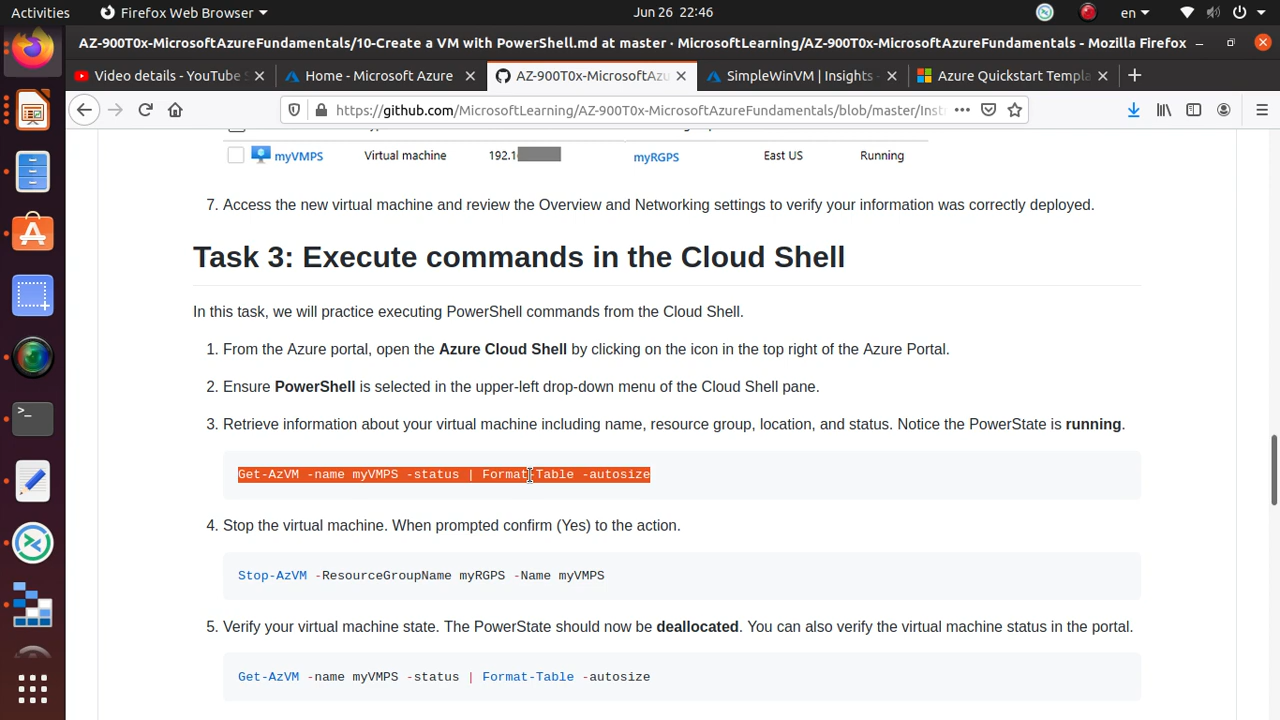 Activities
Firefox Web Browser
Jun 26 22:46
en
AZ-900T0x-MicrosoftAzureFundamentals/10-Create a VM with PowerShell.md at master · MicrosoftLearning/AZ-900T0x-MicrosoftAzureFundamentals - Mozilla Firefox
Video details - YouTube
Home - Microsoft Azure
AZ-900T0x-MicrosoftAzu
SimpleWinVM | Insights -
Azure Quickstart Templa
https://github.com/MicrosoftLearning/AZ-900T0x-MicrosoftAzureFundamentals/blob/master/Inst
myVMPS Virtual machine 192.1 myRGPS East US Running
7. Access the new virtual machine and review the Overview and Networking settings to verify your information was correctly deployed.
Task 3: Execute commands in the Cloud Shell
In this task, we will practice executing PowerShell commands from the Cloud Shell.
1. From the Azure portal, open the Azure Cloud Shell by clicking on the icon in the top right of the Azure Portal.
2. Ensure PowerShell is selected in the upper-left drop-down menu of the Cloud Shell pane.
3. Retrieve information about your virtual machine including name, resource group, location, and status. Notice the PowerState is running.
Get-AzVM -name myVMPS -status | Format-Table -autosize
4. Stop the virtual machine. When prompted confirm (Yes) to the action.
Stop-AzVM -ResourceGroupName myRGPS -Name myVMPS
5. Verify your virtual machine state. The PowerState should now be deallocated. You can also verify the virtual machine status in the portal.
Get-AzVM -name myVMPS -status | Format-Table -autosize